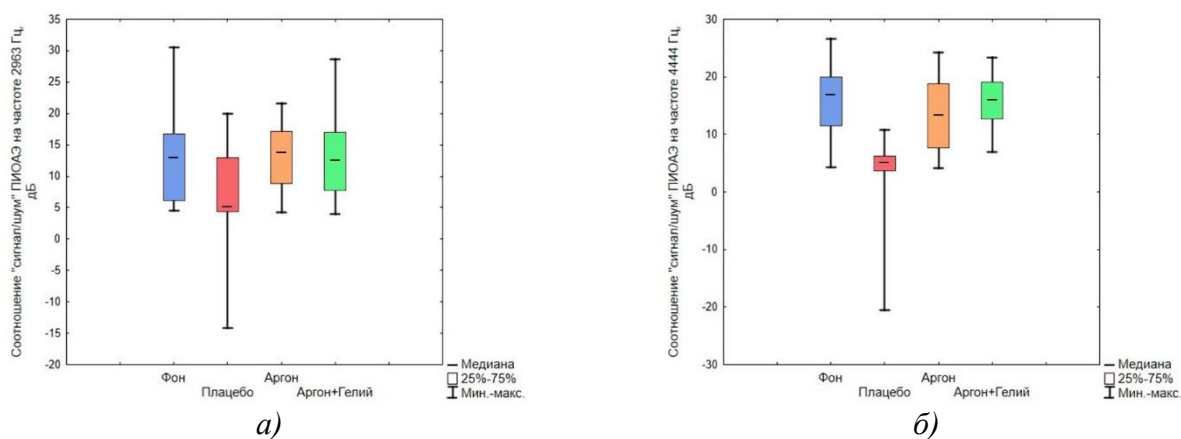 Соотношение "сигнал/шум" ПИОАЭ на частоте 2963 Гц,
дБ
35
30
25
20
15
10
5
0
-5
-10
-15
-20
Фон
Плацебо
Аргон
Аргон+Гелий
Медиана
25%-75%
Мин.-макс.
а)
Соотношение "сигнал/шум" ПИОАЭ на частоте 4444 Гц,
дБ
30
20
10
0
-10
-20
-30
Фон
Плацебо
Аргон
Аргон+Гелий
Медиана
25%-75%
Мин.-макс.
б)